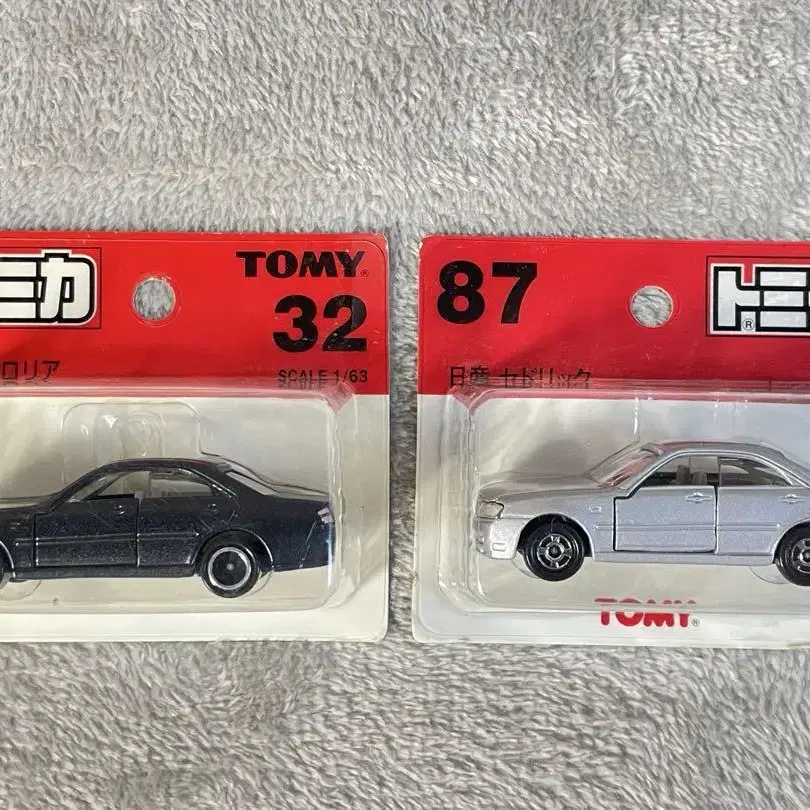 ミカ
TOMY®
32
ロリア
SCALE 1/63
87
トミ
®
日産 セドリック
TOMY®